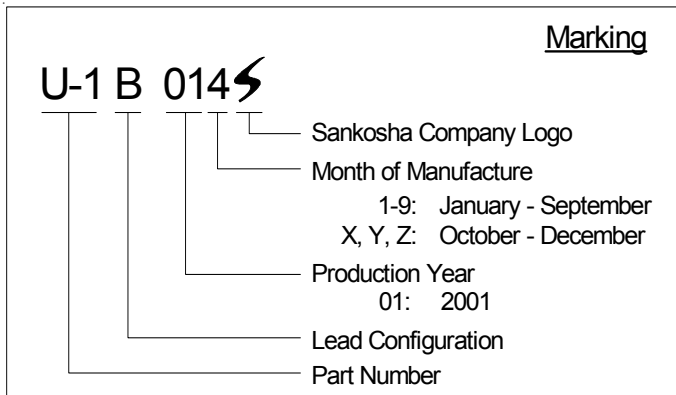 Marking
U-1 B 014
Sankosha Company Logo
Month of Manufacture
1-9: January - September
X, Y, Z: October - December
Production Year
01: 2001
Lead Configuration
Part Number